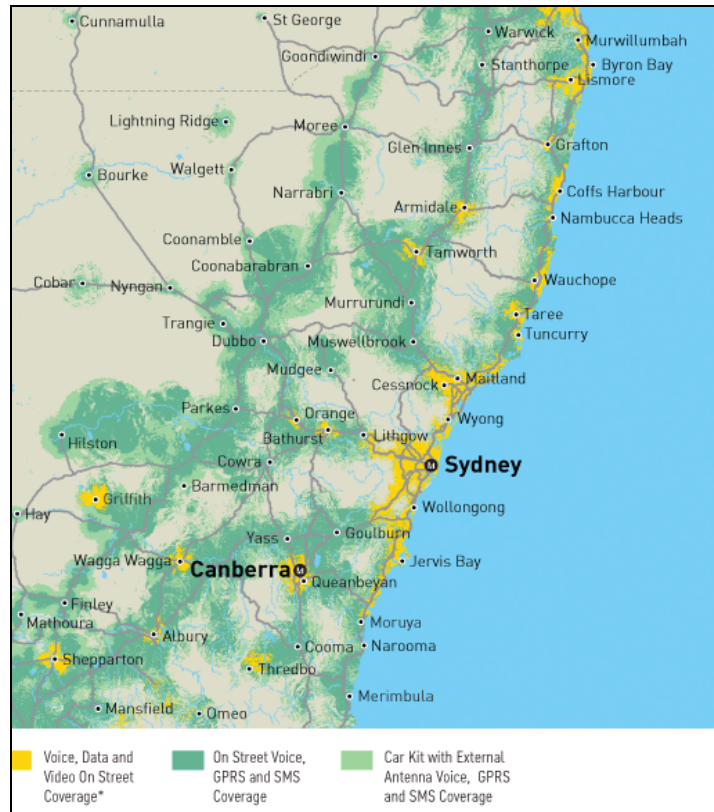 Cunnamulla
St George
Warwick
Murwillumbah
Goondiwindi
Stanthorpe
Byron Bay
Lismore
Lightning Ridge
Moree
Glen Innes
Grafton
Bourke
Walgett
Narrabri
Coffs Harbour
Armidale
Nambucca Heads
Coonamble
Tamworth
Coonabarabran
Cobar
Nyngan
Wauchope
Murrurundi
Trangie
Taree
Dubbo
Muswellbrook
Tuncurry
Mudgee
Cessnock
Maitland
Parkes
Orange
Wyong
Hilston
Bathurst
Lithgow
Cowra
M
Sydney
Barmedman
Griffith
Hay
Wollongong
Yass
Goulburn
Wagga Wagga
Canberra
M
Jervis Bay
Queanbeyan
Finley
Mathoura
Moruya
Albury
Cooma
Narooma
Shepparton
Thredbo
Merimbula
Mansfield
Omeo
Voice, Data and
Video On Street
Coverage*
On Street Voice,
GPRS and SMS
Coverage
Car Kit with External
Antenna Voice, GPRS
and SMS Coverage